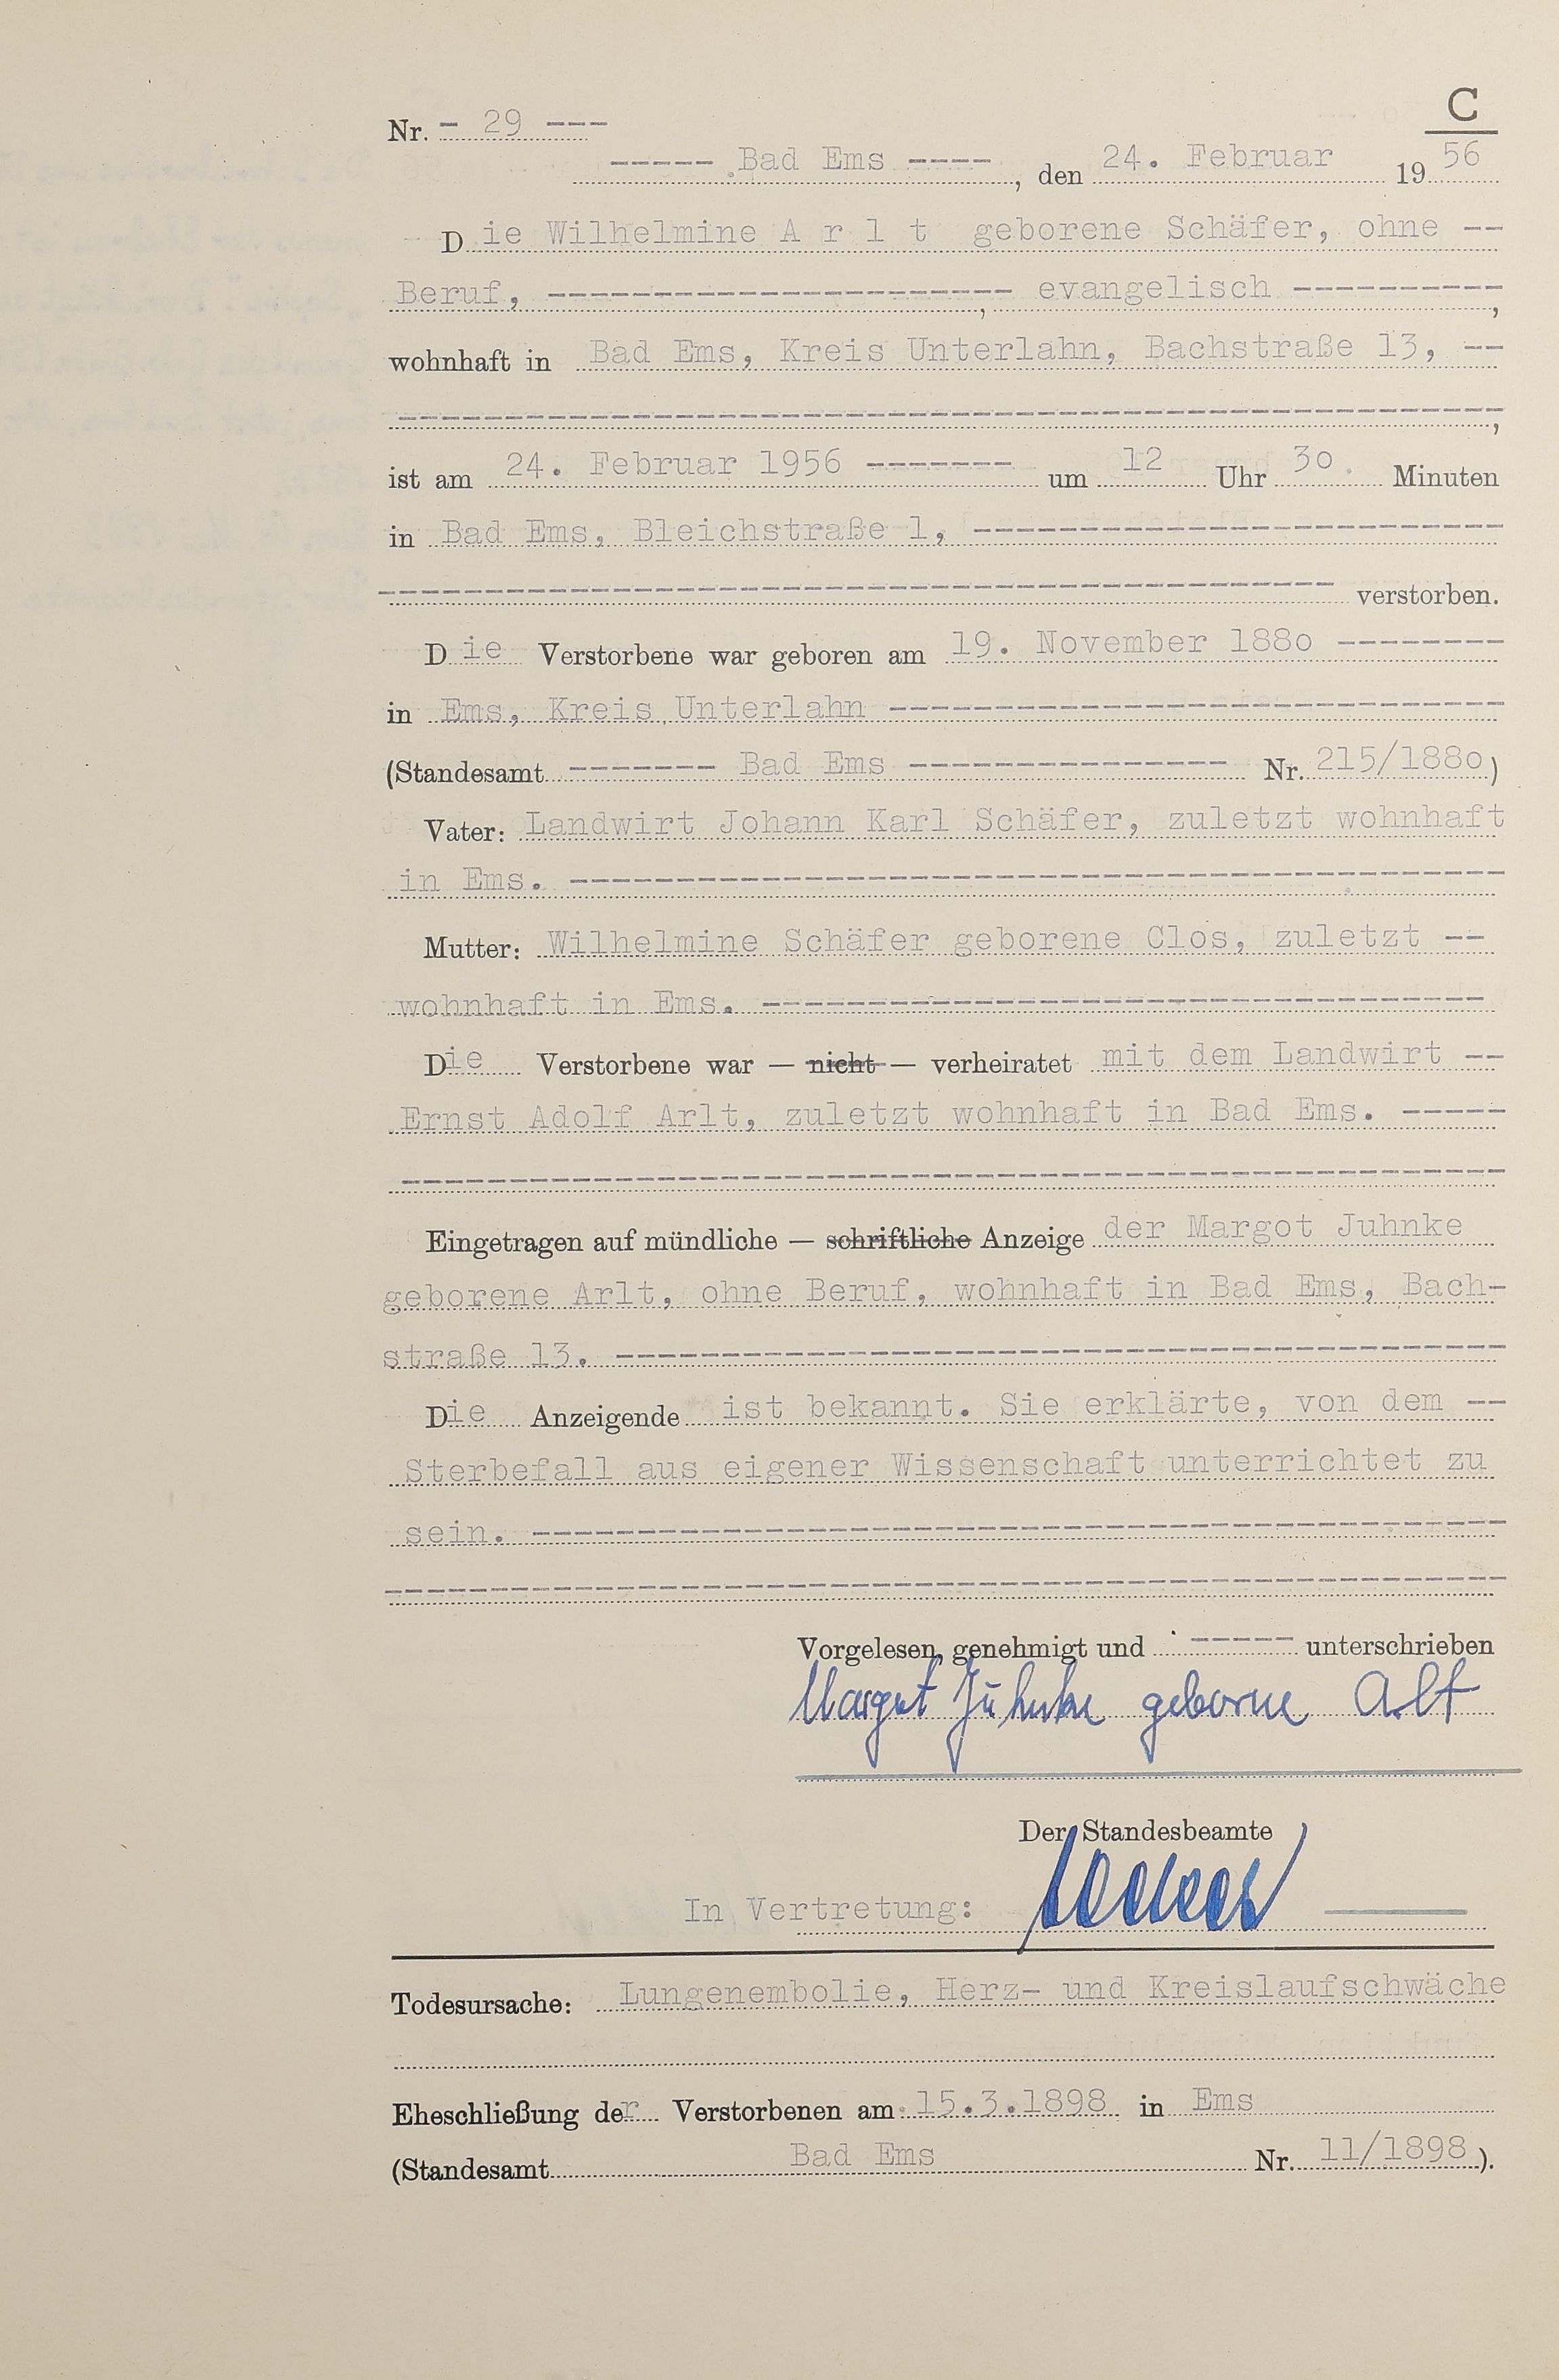 C
Nr. - 29 ---
----- Bad Ems ----, den 24. Februar 1956
Die Wilhelmine A r l t geborene Schäfer, ohne --
Beruf, ----------------------, evangelisch ----------,
wohnhaft in Bad Ems, Kreis Unterlahn, Bachstraße 13, --
----------------------------------------------------,
ist am 24. Februar 1956 ------- um 12 Uhr 30. Minuten
in Bad Ems, Bleichstraße 1, -------------------------
--------------------------------------------- verstorben.
Die Verstorbene war geboren am 19. November 1880 --------
in Ems, Kreis Unterlahn -----------------------------
(Standesamt ------- Bad Ems --------------- Nr. 215/1880)
Vater: Landwirt Johann Karl Schäfer, zuletzt wohnhaft
in Ems. --------------------------------------------
Mutter: Wilhelmine Schäfer geborene Clos, zuletzt --
wohnhaft in Ems. ----------------------------------
Die Verstorbene war — nicht — verheiratet mit dem Landwirt --
Ernst Adolf Arlt, zuletzt wohnhaft in Bad Ems. -----
----------------------------------------------------
Eingetragen auf mündliche — schriftliche Anzeige der Margot Juhnke
geborene Arlt, ohne Beruf, wohnhaft in Bad Ems, Bach-
straße 13. ------------------------------------------
Die Anzeigende ist bekannt. Sie erklärte, von dem --
Sterbefall aus eigener Wissenschaft unterrichtet zu
sein. ----------------------------------------------
-----------------------------------------------------
Vorgelesen, genehmigt und ----- unterschrieben
Margot Juhnke geborne Arlt
Der Standesbeamte
In Vertretung:
Todesursache: Lungenembolie, Herz- und Kreislaufschwäche
Eheschließung der Verstorbenen am 15.3.1898 in Ems
(Standesamt Bad Ems Nr. 11/1898).